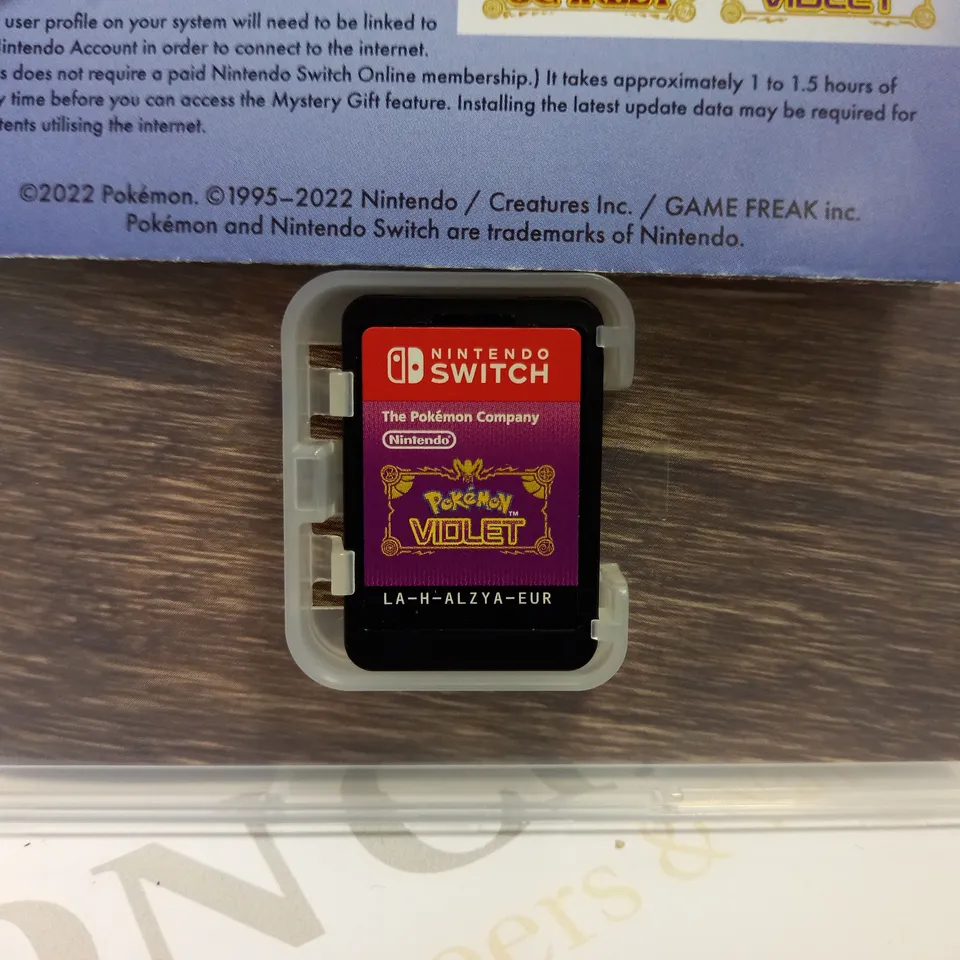 user profile on your system will need to be linked to
Nintendo Account in order to connect to the internet.
s does not require a paid Nintendo Switch Online membership.) It takes approximately 1 to 1.5 hours of
y time before you can access the Mystery Gift feature. Installing the latest update data may be required for
tents utilising the internet.
VIOLET
©2022 Pokémon. ©1995–2022 Nintendo / Creatures Inc. / GAME FREAK inc.
Pokémon and Nintendo Switch are trademarks of Nintendo.
NINTENDO
SWITCH
The Pokémon Company
Nintendo
POKéMON™
VIOLET
LA-H-ALZYA-EUR
eers &